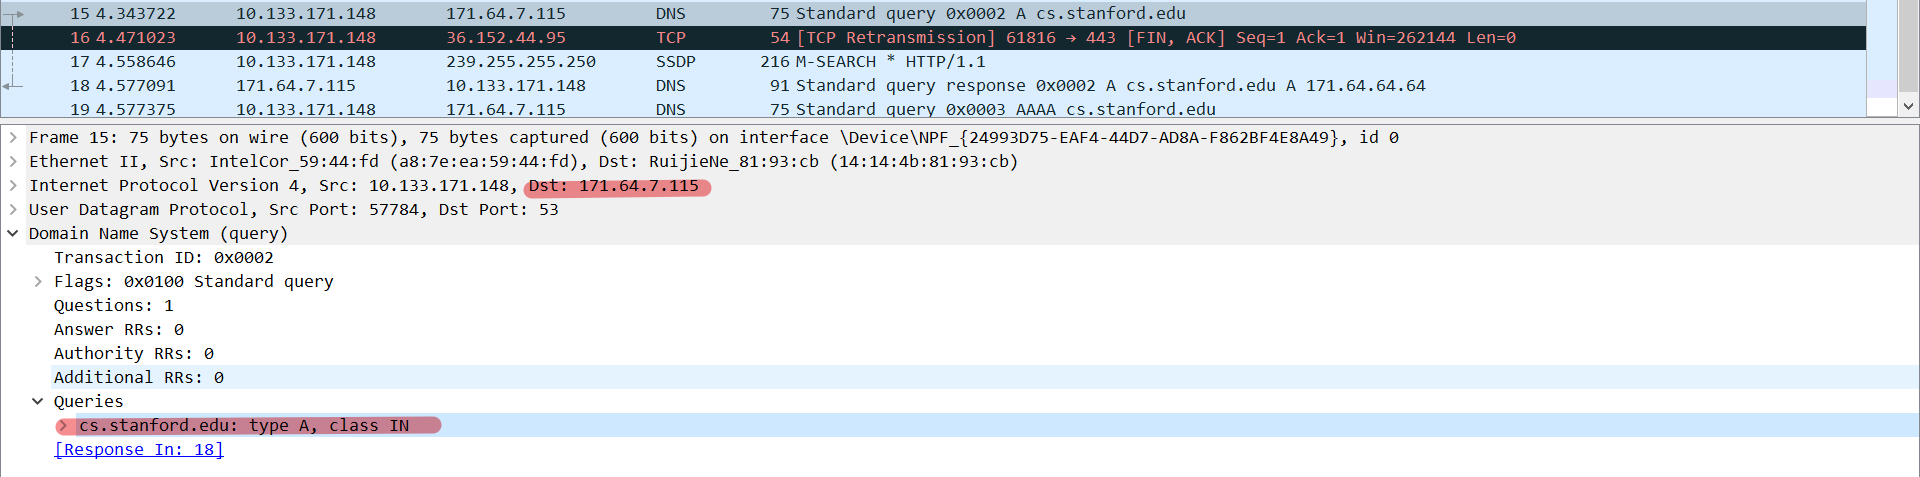 15 4.343722 10.133.171.148 171.64.7.115 DNS 75 Standard query 0x0002 A cs.stanford.edu
16 4.471023 10.133.171.148 36.152.44.95 TCP 54 [TCP Retransmission] 61816 → 443 [FIN, ACK] Seq=1 Ack=1 Win=262144 Len=0
17 4.558646 10.133.171.148 239.255.255.250 SSDP 216 M-SEARCH * HTTP/1.1
18 4.577091 171.64.7.115 10.133.171.148 DNS 91 Standard query response 0x0002 A cs.stanford.edu A 171.64.64.64
19 4.577375 10.133.171.148 171.64.7.115 DNS 75 Standard query 0x0003 AAAA cs.stanford.edu
Frame 15: 75 bytes on wire (600 bits), 75 bytes captured (600 bits) on interface \Device\NPF_{24993D75-EAF4-44D7-AD8A-F862BF4E8A49}, id 0
Ethernet II, Src: IntelCor_59:44:fd (a8:7e:ea:59:44:fd), Dst: RuijieNe_81:93:cb (14:14:4b:81:93:cb)
Internet Protocol Version 4, Src: 10.133.171.148, Dst: 171.64.7.115
User Datagram Protocol, Src Port: 57784, Dst Port: 53
Domain Name System (query)
Transaction ID: 0x0002
Flags: 0x0100 Standard query
Questions: 1
Answer RRs: 0
Authority RRs: 0
Additional RRs: 0
Queries
cs.stanford.edu: type A, class IN
[Response In: 18]